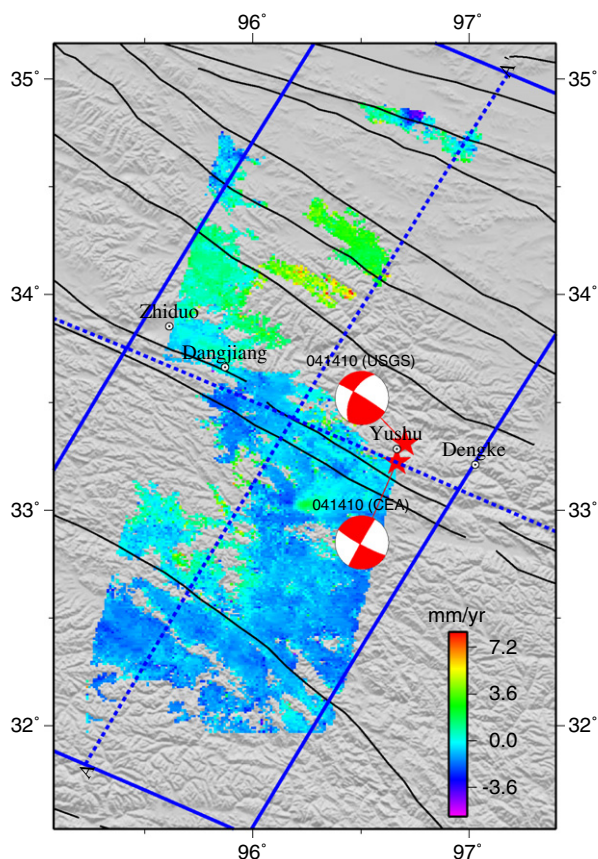 96° 97°
35° 35°
A'
34° 34°
Zhiduo
Dangjiang
041410 (USGS)
Yushu
Dengke
33° 33°
041410 (CEA)
mm/yr
7.2
3.6
0.0
-3.6
32° 32°
A
96° 97°